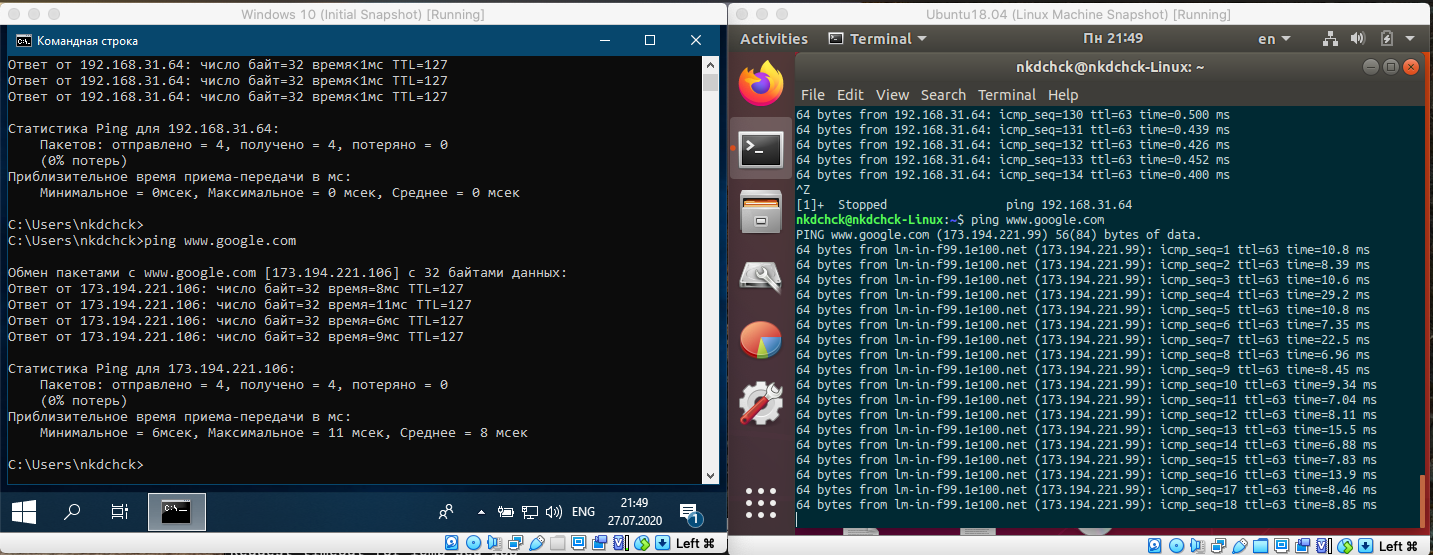 Windows 10 (Initial Snapshot) [Running]
Командная строка
Ответ от 192.168.31.64: число байт=32 время<1мс TTL=127
Ответ от 192.168.31.64: число байт=32 время<1мс TTL=127
Ответ от 192.168.31.64: число байт=32 время<1мс TTL=127
Статистика Ping для 192.168.31.64:
Пакетов: отправлено = 4, получено = 4, потеряно = 0
(0% потерь)
Приблизительное время приема-передачи в мс:
Минимальное = 0мсек, Максимальное = 0 мсек, Среднее = 0 мсек
C:\Users\nkdchck>
C:\Users\nkdchck>ping www.google.com
Обмен пакетами с www.google.com [173.194.221.106] с 32 байтами данных:
Ответ от 173.194.221.106: число байт=32 время=8мс TTL=127
Ответ от 173.194.221.106: число байт=32 время=11мс TTL=127
Ответ от 173.194.221.106: число байт=32 время=6мс TTL=127
Ответ от 173.194.221.106: число байт=32 время=9мс TTL=127
Статистика Ping для 173.194.221.106:
Пакетов: отправлено = 4, получено = 4, потеряно = 0
(0% потерь)
Приблизительное время приема-передачи в мс:
Минимальное = 6мсек, Максимальное = 11 мсек, Среднее = 8 мсек
C:\Users\nkdchck>
ENG
21:49
27.07.2020
1
Left ⌘
Ubuntu18.04 (Linux Machine Snapshot) [Running]
Activities Terminal Пн 21:49 en
nkdchck@nkdchck-Linux: ~
File Edit View Search Terminal Help
64 bytes from 192.168.31.64: icmp_seq=130 ttl=63 time=0.500 ms
64 bytes from 192.168.31.64: icmp_seq=131 ttl=63 time=0.439 ms
64 bytes from 192.168.31.64: icmp_seq=132 ttl=63 time=0.426 ms
64 bytes from 192.168.31.64: icmp_seq=133 ttl=63 time=0.452 ms
64 bytes from 192.168.31.64: icmp_seq=134 ttl=63 time=0.400 ms
^Z
[1]+ Stopped ping 192.168.31.64
nkdchck@nkdchck-Linux:~$ ping www.google.com
PING www.google.com (173.194.221.99) 56(84) bytes of data.
64 bytes from lm-in-f99.1e100.net (173.194.221.99): icmp_seq=1 ttl=63 time=10.8 ms
64 bytes from lm-in-f99.1e100.net (173.194.221.99): icmp_seq=2 ttl=63 time=8.39 ms
64 bytes from lm-in-f99.1e100.net (173.194.221.99): icmp_seq=3 ttl=63 time=10.6 ms
64 bytes from lm-in-f99.1e100.net (173.194.221.99): icmp_seq=4 ttl=63 time=29.2 ms
64 bytes from lm-in-f99.1e100.net (173.194.221.99): icmp_seq=5 ttl=63 time=10.8 ms
64 bytes from lm-in-f99.1e100.net (173.194.221.99): icmp_seq=6 ttl=63 time=7.35 ms
64 bytes from lm-in-f99.1e100.net (173.194.221.99): icmp_seq=7 ttl=63 time=22.5 ms
64 bytes from lm-in-f99.1e100.net (173.194.221.99): icmp_seq=8 ttl=63 time=6.96 ms
64 bytes from lm-in-f99.1e100.net (173.194.221.99): icmp_seq=9 ttl=63 time=8.45 ms
64 bytes from lm-in-f99.1e100.net (173.194.221.99): icmp_seq=10 ttl=63 time=9.34 ms
64 bytes from lm-in-f99.1e100.net (173.194.221.99): icmp_seq=11 ttl=63 time=7.04 ms
64 bytes from lm-in-f99.1e100.net (173.194.221.99): icmp_seq=12 ttl=63 time=8.11 ms
64 bytes from lm-in-f99.1e100.net (173.194.221.99): icmp_seq=13 ttl=63 time=15.5 ms
64 bytes from lm-in-f99.1e100.net (173.194.221.99): icmp_seq=14 ttl=63 time=6.88 ms
64 bytes from lm-in-f99.1e100.net (173.194.221.99): icmp_seq=15 ttl=63 time=7.83 ms
64 bytes from lm-in-f99.1e100.net (173.194.221.99): icmp_seq=16 ttl=63 time=13.9 ms
64 bytes from lm-in-f99.1e100.net (173.194.221.99): icmp_seq=17 ttl=63 time=8.46 ms
64 bytes from lm-in-f99.1e100.net (173.194.221.99): icmp_seq=18 ttl=63 time=8.85 ms
Left ⌘